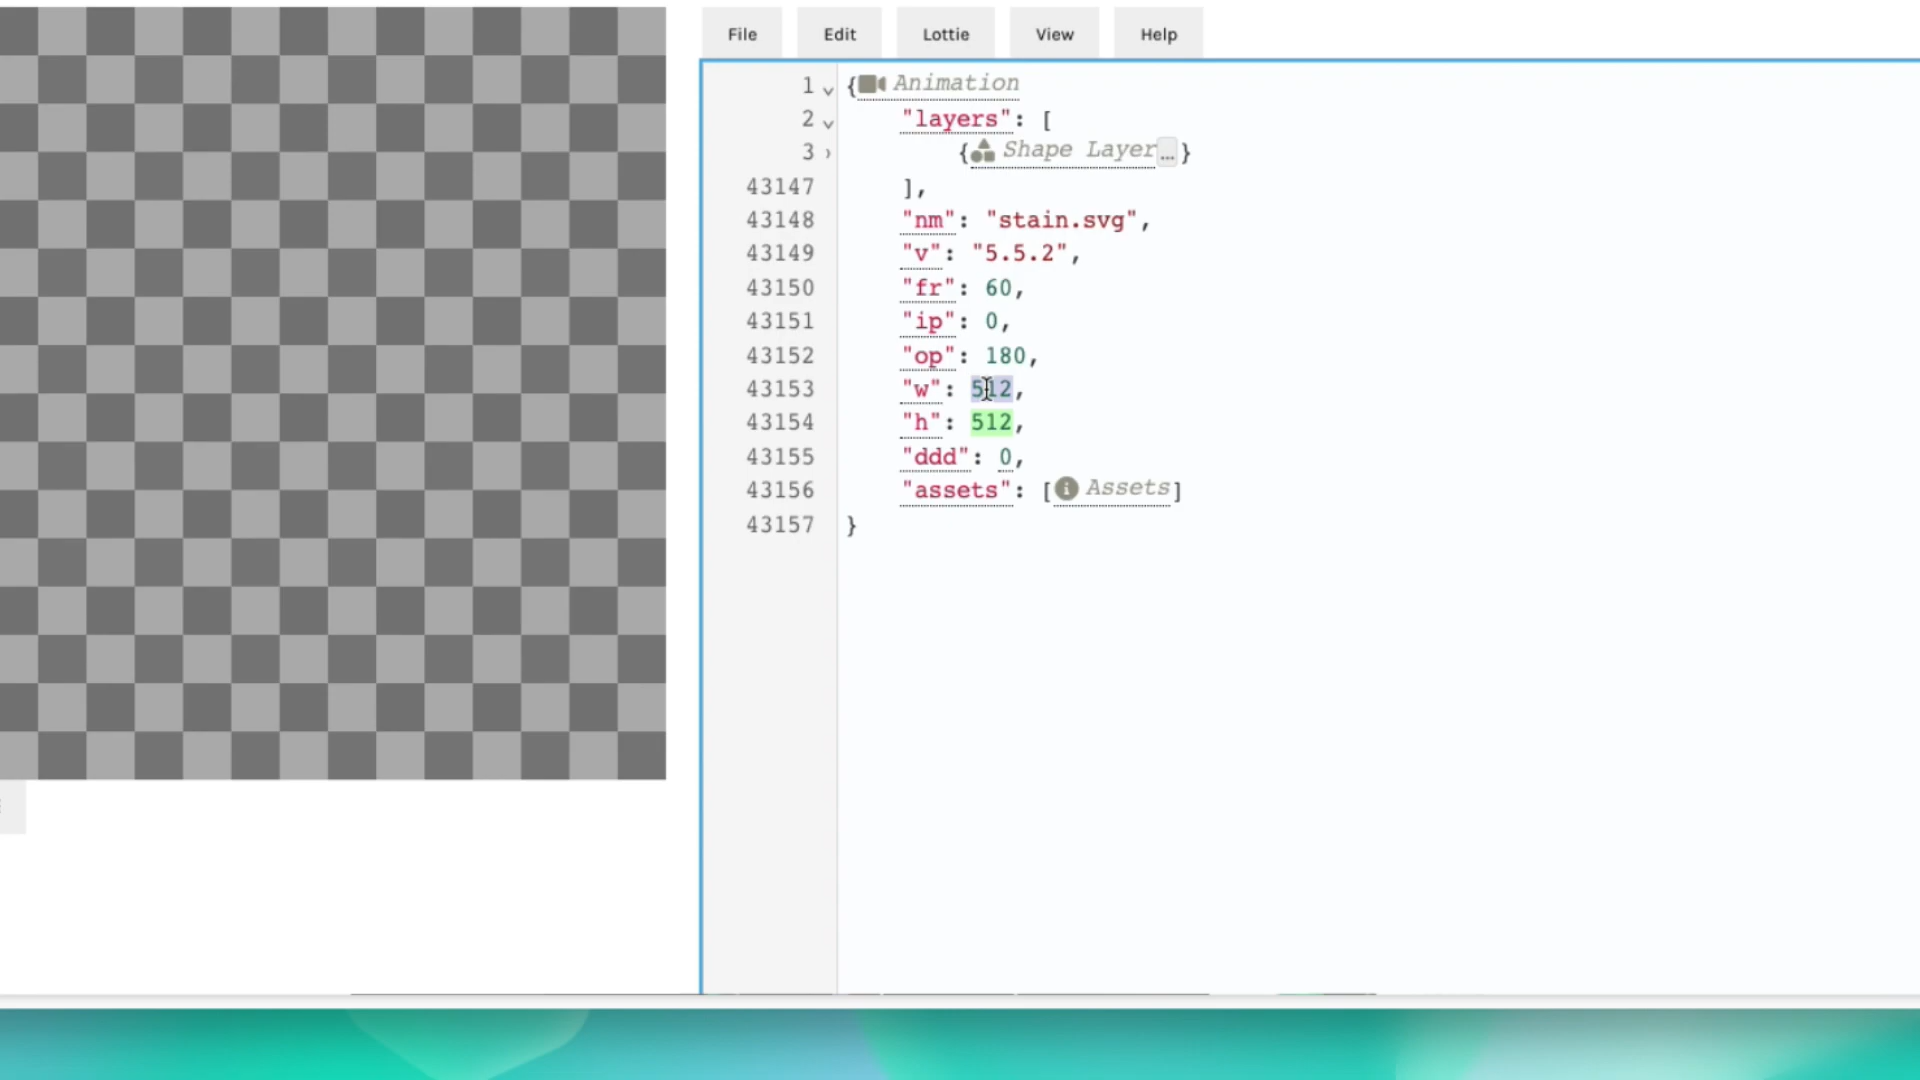 File Edit Lottie View Help
1 { Animation
2 "layers": [
3 { Shape Layer … }
43147 ],
43148 "nm": "stain.svg",
43149 "v": "5.5.2",
43150 "fr": 60,
43151 "ip": 0,
43152 "op": 180,
43153 "w": 512,
43154 "h": 512,
43155 "ddd": 0,
43156 "assets": [ Assets]
43157 }